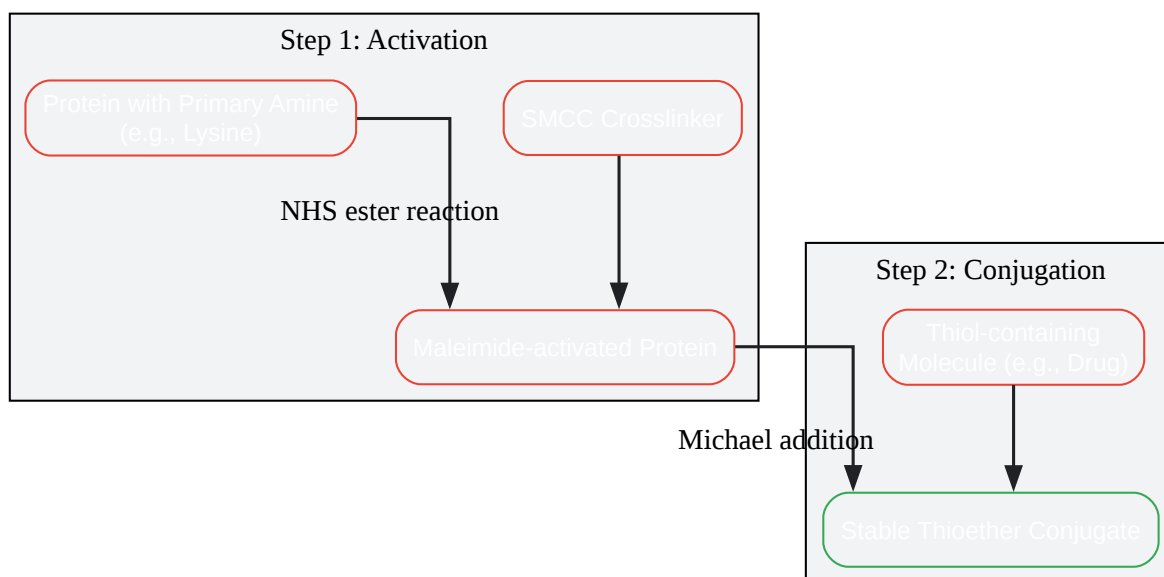 Step 1: Activation
Protein with Primary Amine
(e.g., Lysine)
SMCC Crosslinker
NHS ester reaction
Maleimide-activated Protein
Step 2: Conjugation
Thiol-containing
Molecule (e.g., Drug)
Michael addition
Stable Thioether Conjugate